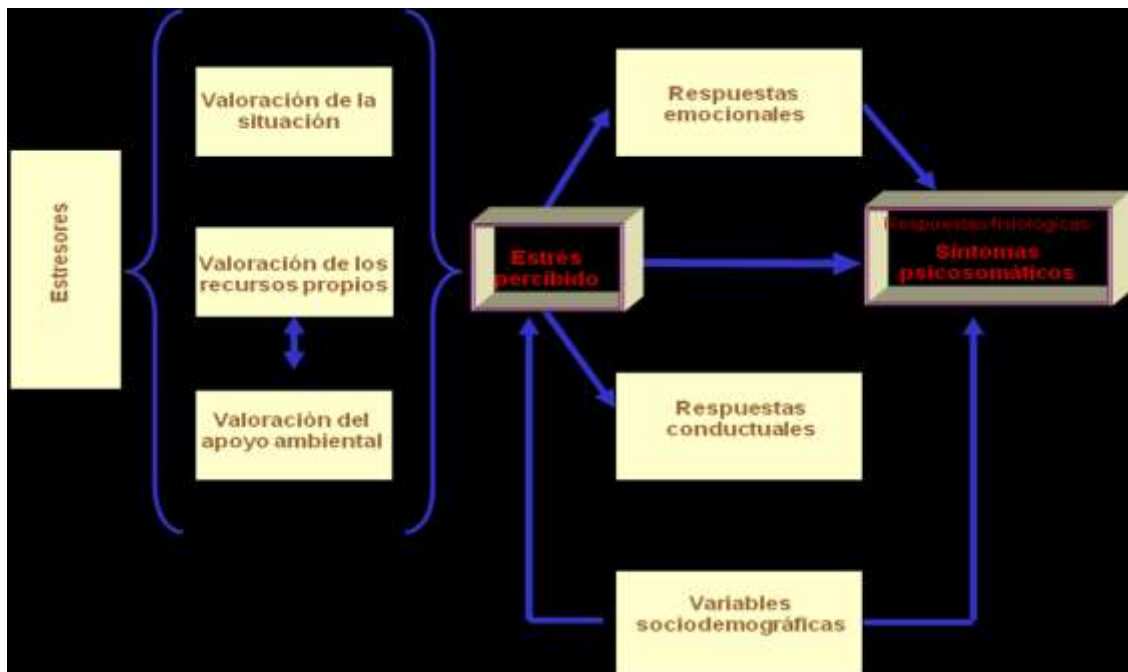 Estresores
Valoración de la
situación
Valoración de los
recursos propios
Valoración del
apoyo ambiental
Estrés
percibido
Respuestas
emocionales
Respuestas
conductuales
Variables
sociodemográficas
Respuestas fisiológicas
Síntomas
psicosomáticos